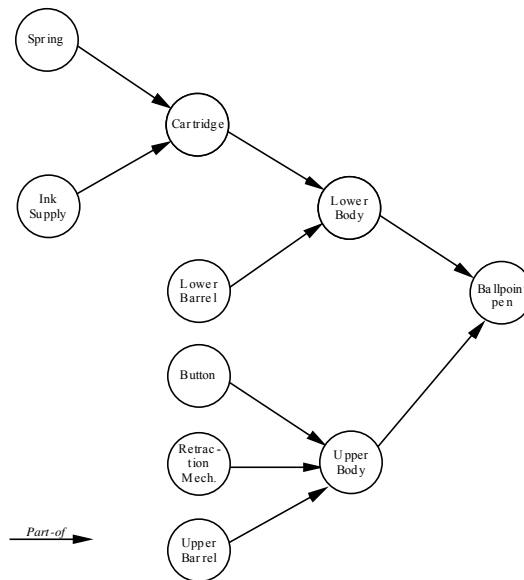 Spring
Cartridge
Ink
Supply
Lower
Body
Lower
Barrel
Ballpoint
pen
Button
Retrac-
tion
Mech.
Upper
Body
Part-of
Upper
Barrel